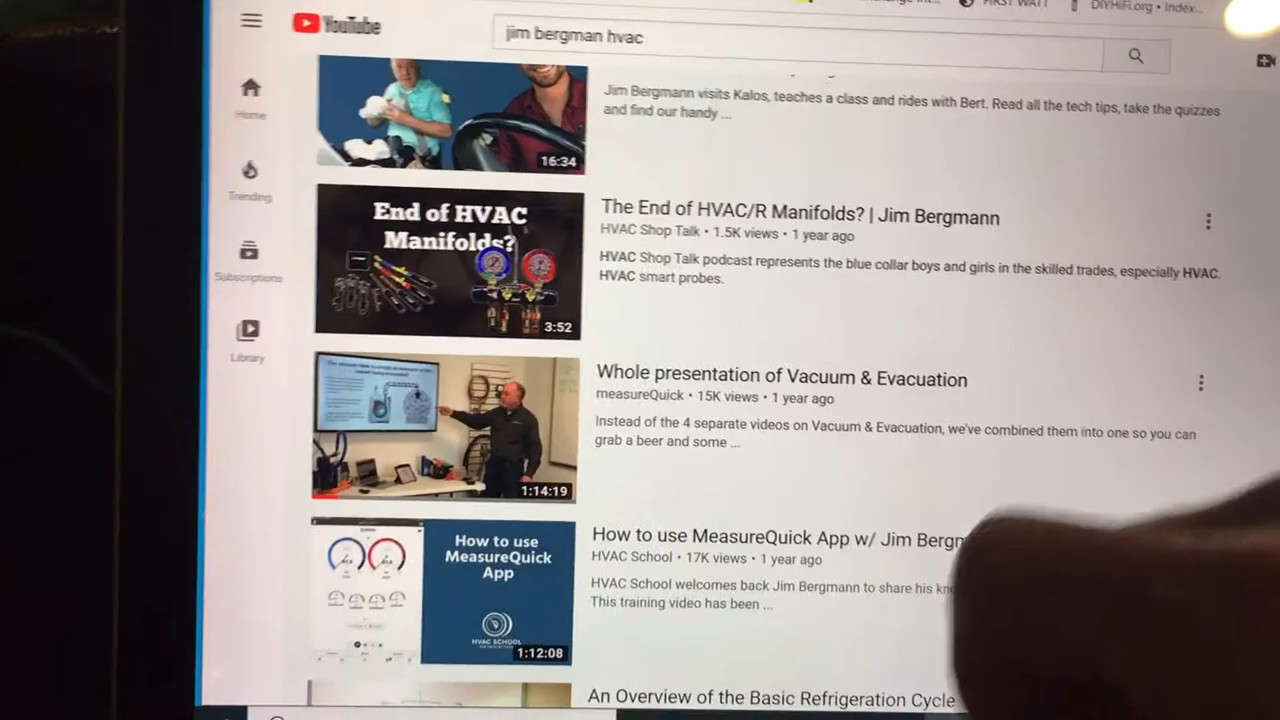 FIRST WATT
DIYHiFi.org • Index...
YouTube
jim bergman hvac
Home
Trending
Subscriptions
Library
Jim Bergmann visits Kalos, teaches a class and rides with Bert. Read all the tech tips, take the quizzes
and find our handy ...
16:34
End of HVAC
Manifolds?
3:52
The End of HVAC/R Manifolds? | Jim Bergmann
HVAC Shop Talk • 1.5K views • 1 year ago
HVAC Shop Talk podcast represents the blue collar boys and girls in the skilled trades, especially HVAC.
HVAC smart probes.
1:14:19
Whole presentation of Vacuum & Evacuation
measureQuick • 15K views • 1 year ago
Instead of the 4 separate videos on Vacuum & Evacuation, we've combined them into one so you can
grab a beer and some ...
How to use
MeasureQuick
App
HVAC SCHOOL
1:12:08
How to use MeasureQuick App w/ Jim Bergm
HVAC School • 17K views • 1 year ago
HVAC School welcomes back Jim Bergmann to share his kn
This training video has been ...
An Overview of the Basic Refrigeration Cycle